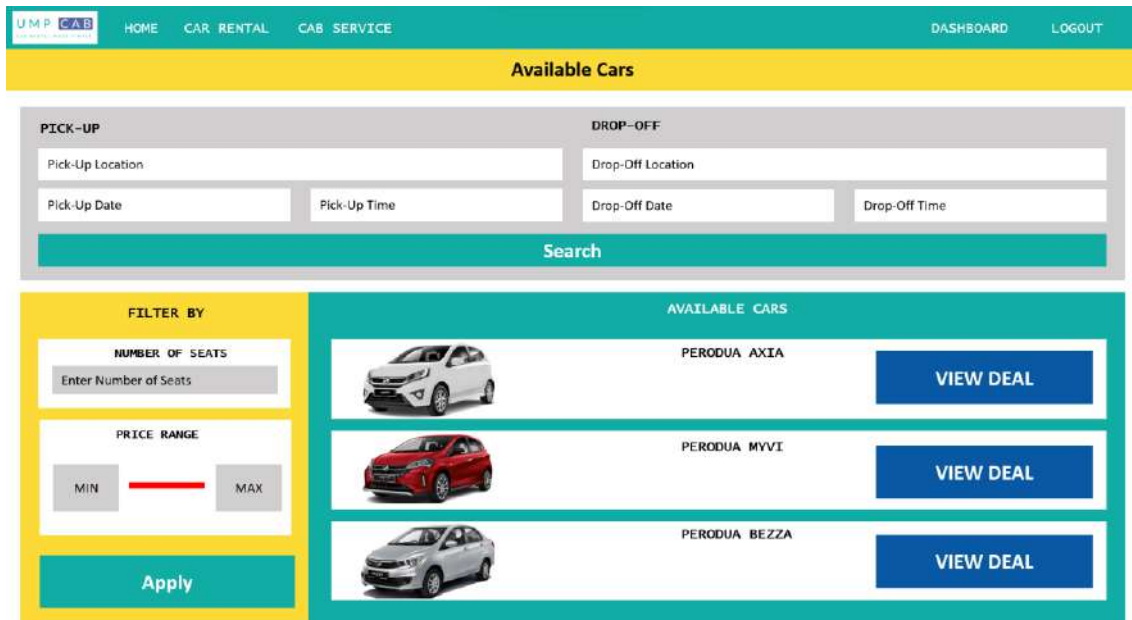 UMP CAB
HOME CAR RENTAL CAB SERVICE DASHBOARD LOGOUT
Available Cars
PICK-UP DROP-OFF
Pick-Up Location Drop-Off Location
Pick-Up Date Pick-Up Time Drop-Off Date Drop-Off Time
Search
FILTER BY
NUMBER OF SEATS
Enter Number of Seats
PRICE RANGE
MIN MAX
Apply
AVAILABLE CARS
PERODUA AXIA
VIEW DEAL
PERODUA MYVI
VIEW DEAL
PERODUA BEZZA
VIEW DEAL